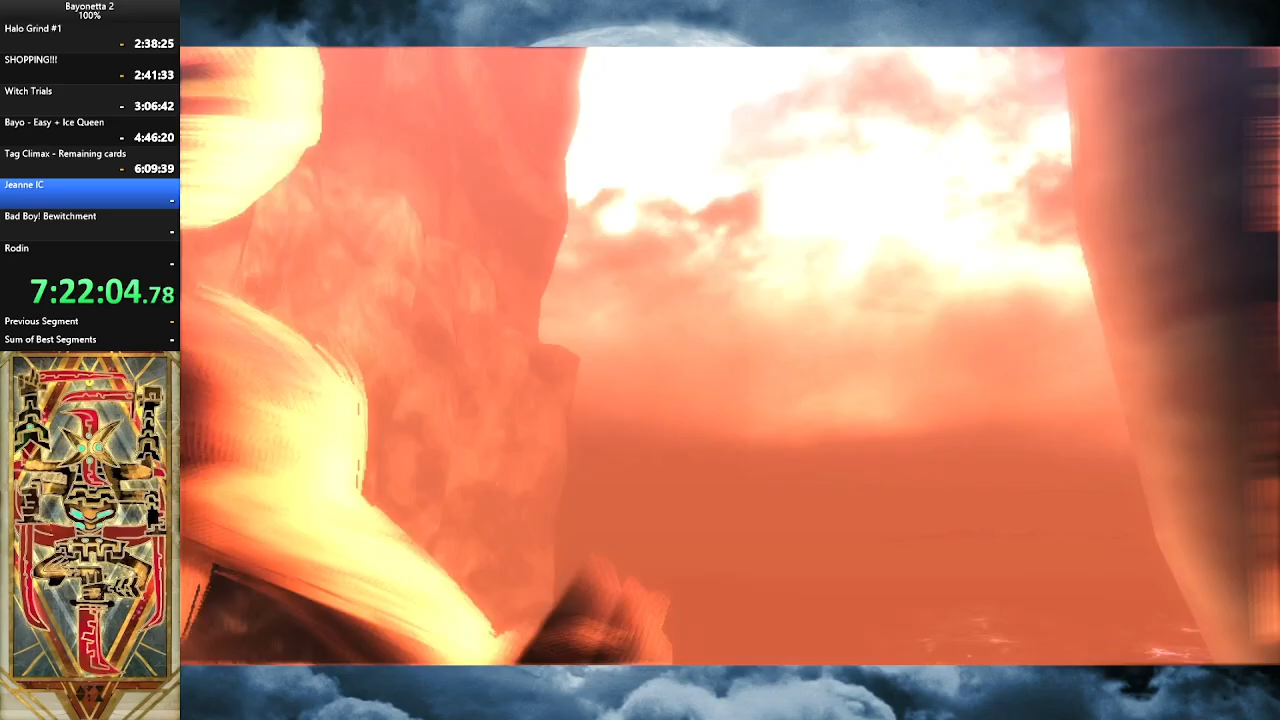 Bayonetta 2
100%
Halo Grind #1
- 2:38:25
SHOPPING!!!
- 2:41:33
Witch Trials
- 3:06:42
Bayo - Easy + Ice Queen
- 4:46:20
Tag Climax - Remaining cards
- 6:09:39
Jeanne IC
-
Bad Boy! Bewitchment
-
Rodin
-
7:22:04.78
Previous Segment -
Sum of Best Segments -